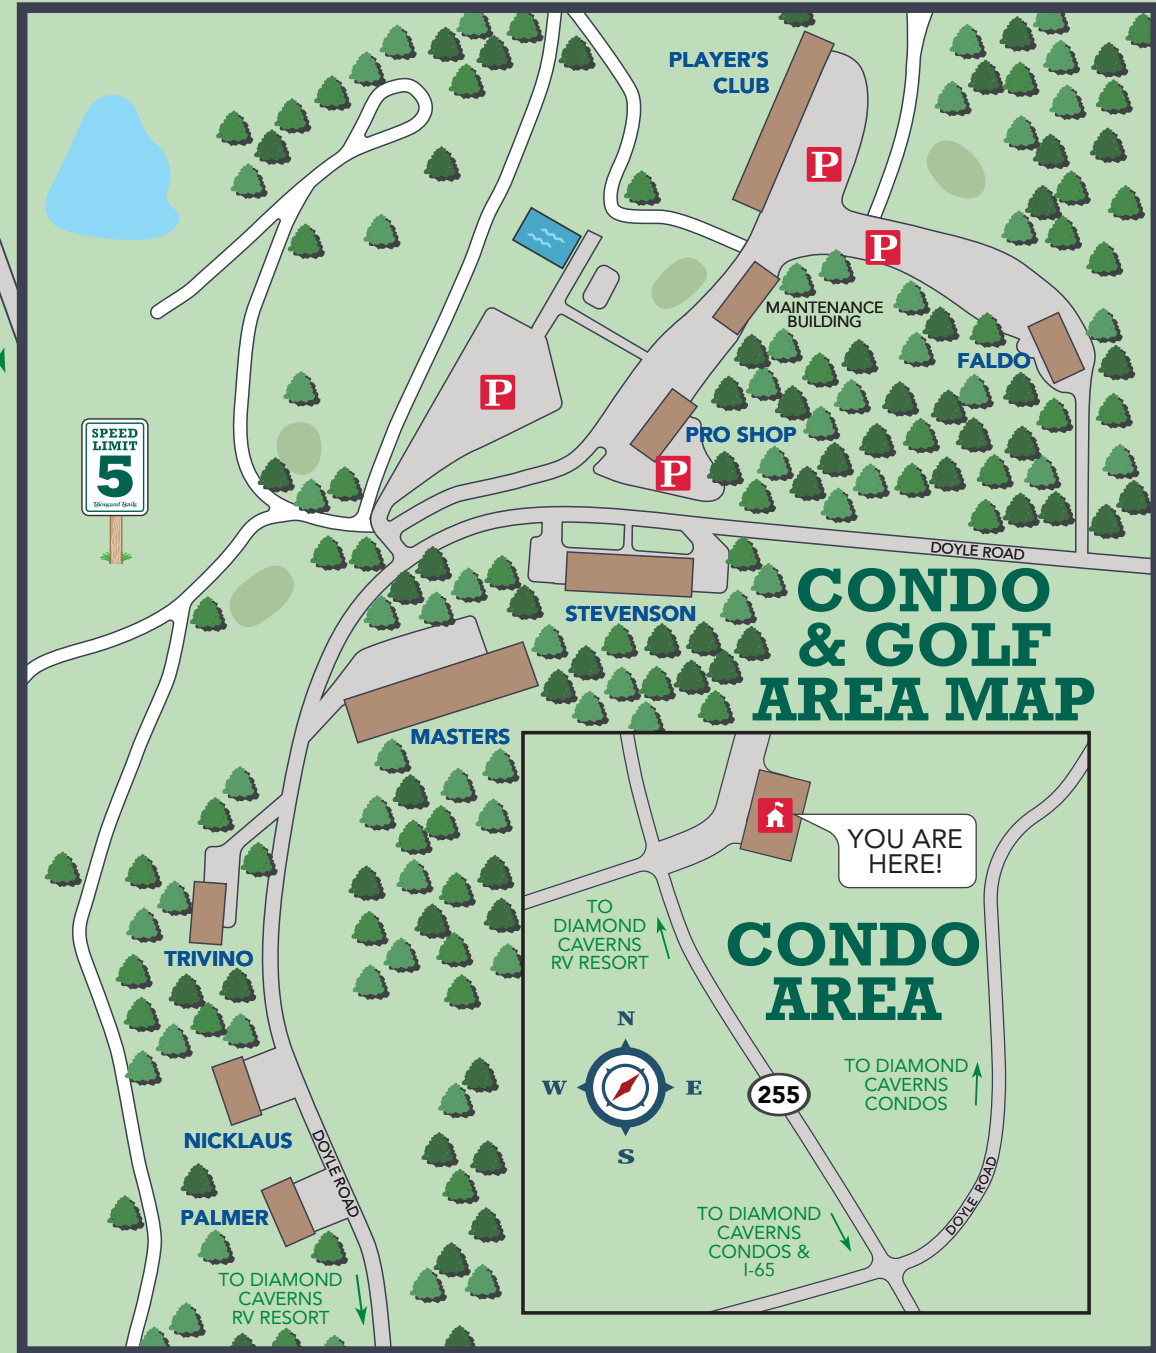 PLAYER'S
CLUB
P
P
MAINTENANCE
BUILDING
FALDO
P
SPEED
LIMIT
5
Thousand Trails
PRO SHOP
P
DOYLE ROAD
STEVENSON
CONDO
& GOLF
AREA MAP
MASTERS
YOU ARE
HERE!
TO
DIAMOND
CAVERNS
RV RESORT
CONDO
AREA
TRIVINO
N
W
E
S
255
TO DIAMOND
CAVERNS
CONDOS
NICKLAUS
DOYLE ROAD
PALMER
DOYLE ROAD
TO DIAMOND
CAVERNS
CONDOS &
I-65
TO DIAMOND
CAVERNS
RV RESORT